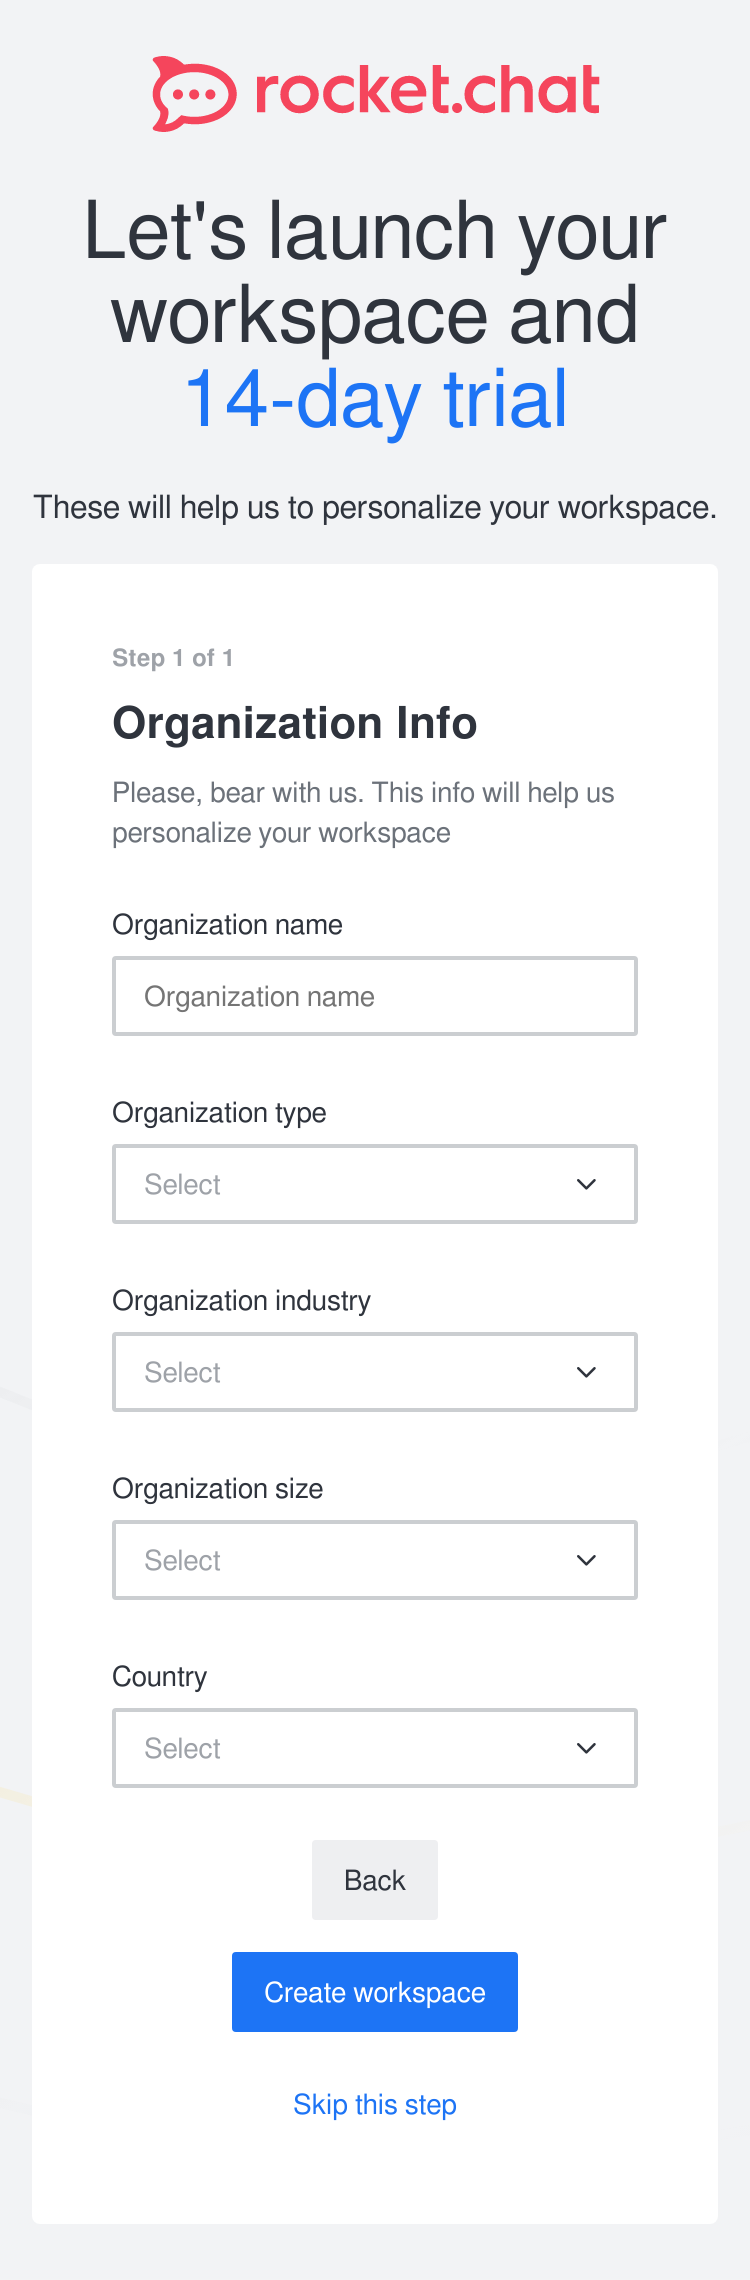 rocket.chat
Let's launch your
workspace and
14-day trial
These will help us to personalize your workspace.
Step 1 of 1
Organization Info
Please, bear with us. This info will help us
personalize your workspace
Organization name
Organization name
Organization type
Select
Organization industry
Select
Organization size
Select
Country
Select
Back
Create workspace
Skip this step